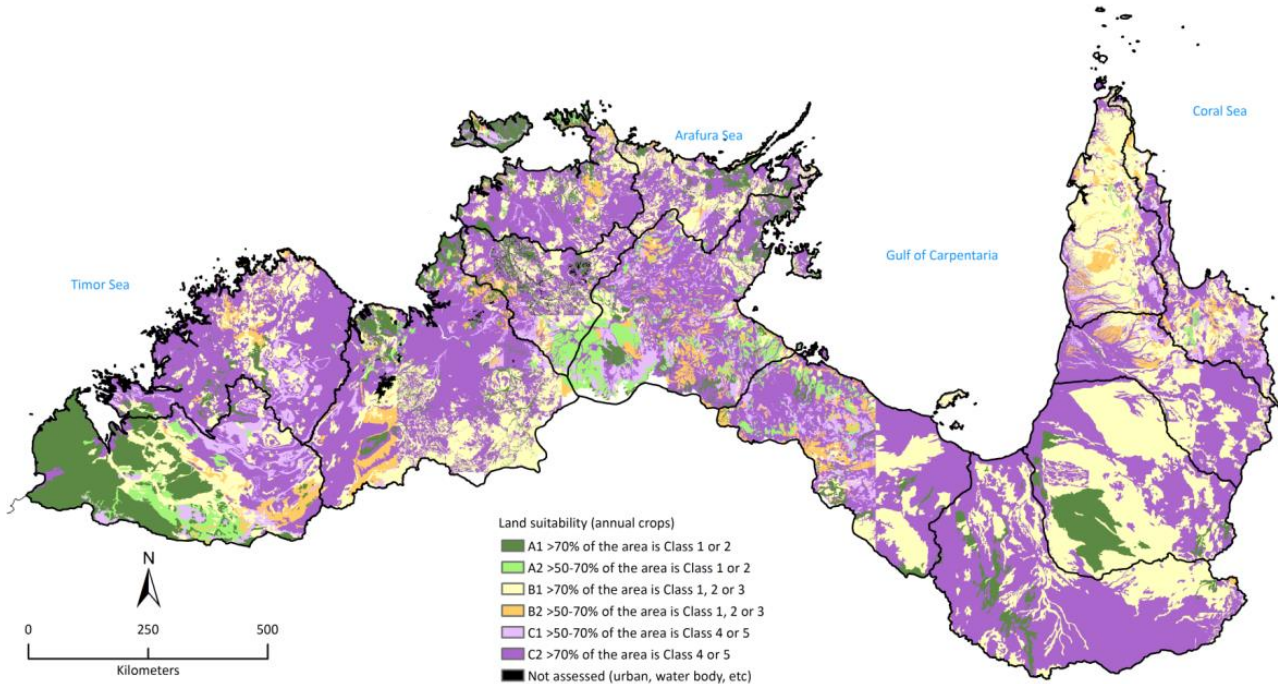 Coral Sea
Arafura Sea
Gulf of Carpentaria
Timor Sea
Land suitability (annual crops)
A1 >70% of the area is Class 1 or 2
A2 >50-70% of the area is Class 1 or 2
B1 >70% of the area is Class 1, 2 or 3
B2 >50-70% of the area is Class 1, 2 or 3
C1 >50-70% of the area is Class 4 or 5
C2 >70% of the area is Class 4 or 5
Not assessed (urban, water body, etc)
N
0 250 500
Kilometers